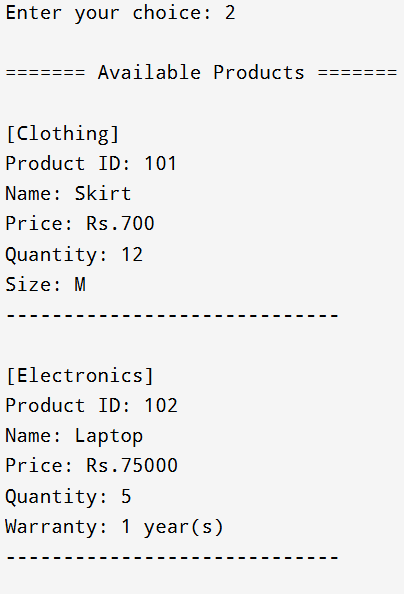 Enter your choice: 2
======= Available Products =======
[Clothing]
Product ID: 101
Name: Skirt
Price: Rs.700
Quantity: 12
Size: M
-----------------------------
[Electronics]
Product ID: 102
Name: Laptop
Price: Rs.75000
Quantity: 5
Warranty: 1 year(s)
-----------------------------